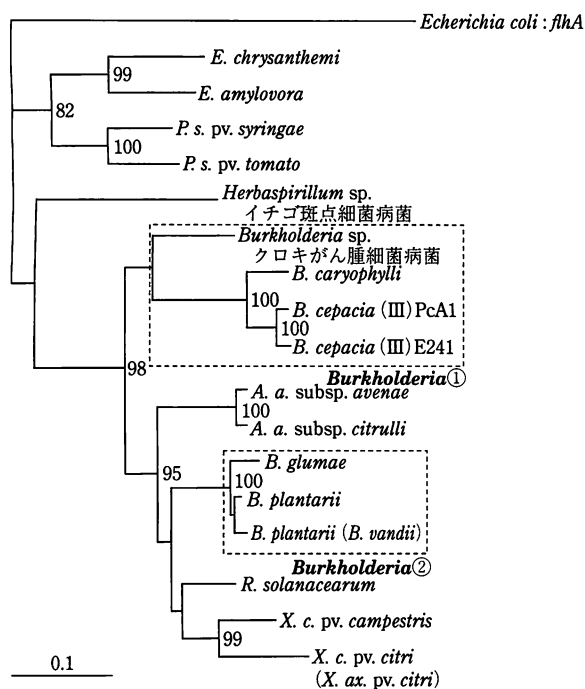 Echerichia coli : flhA
E. chrysanthemi
99
E. amylovora
82
P. s. pv. syringae
100
P. s. pv. tomato
Herbaspirillum sp.
イチゴ斑点細菌病菌
Burkholderia sp.
クロキがん腫細菌病菌
B. caryophylli
100
B. cepacia (III) PcA1
100
B. cepacia (III) E241
98
Burkholderia①
A. a. subsp. avenae
100
A. a. subsp. citrulli
95
B. glumae
100
B. plantarii
B. plantarii (B. vandii)
Burkholderia②
R. solanacearum
X. c. pv. campestris
99
X. c. pv. citri
(X. ax. pv. citri)
0.1